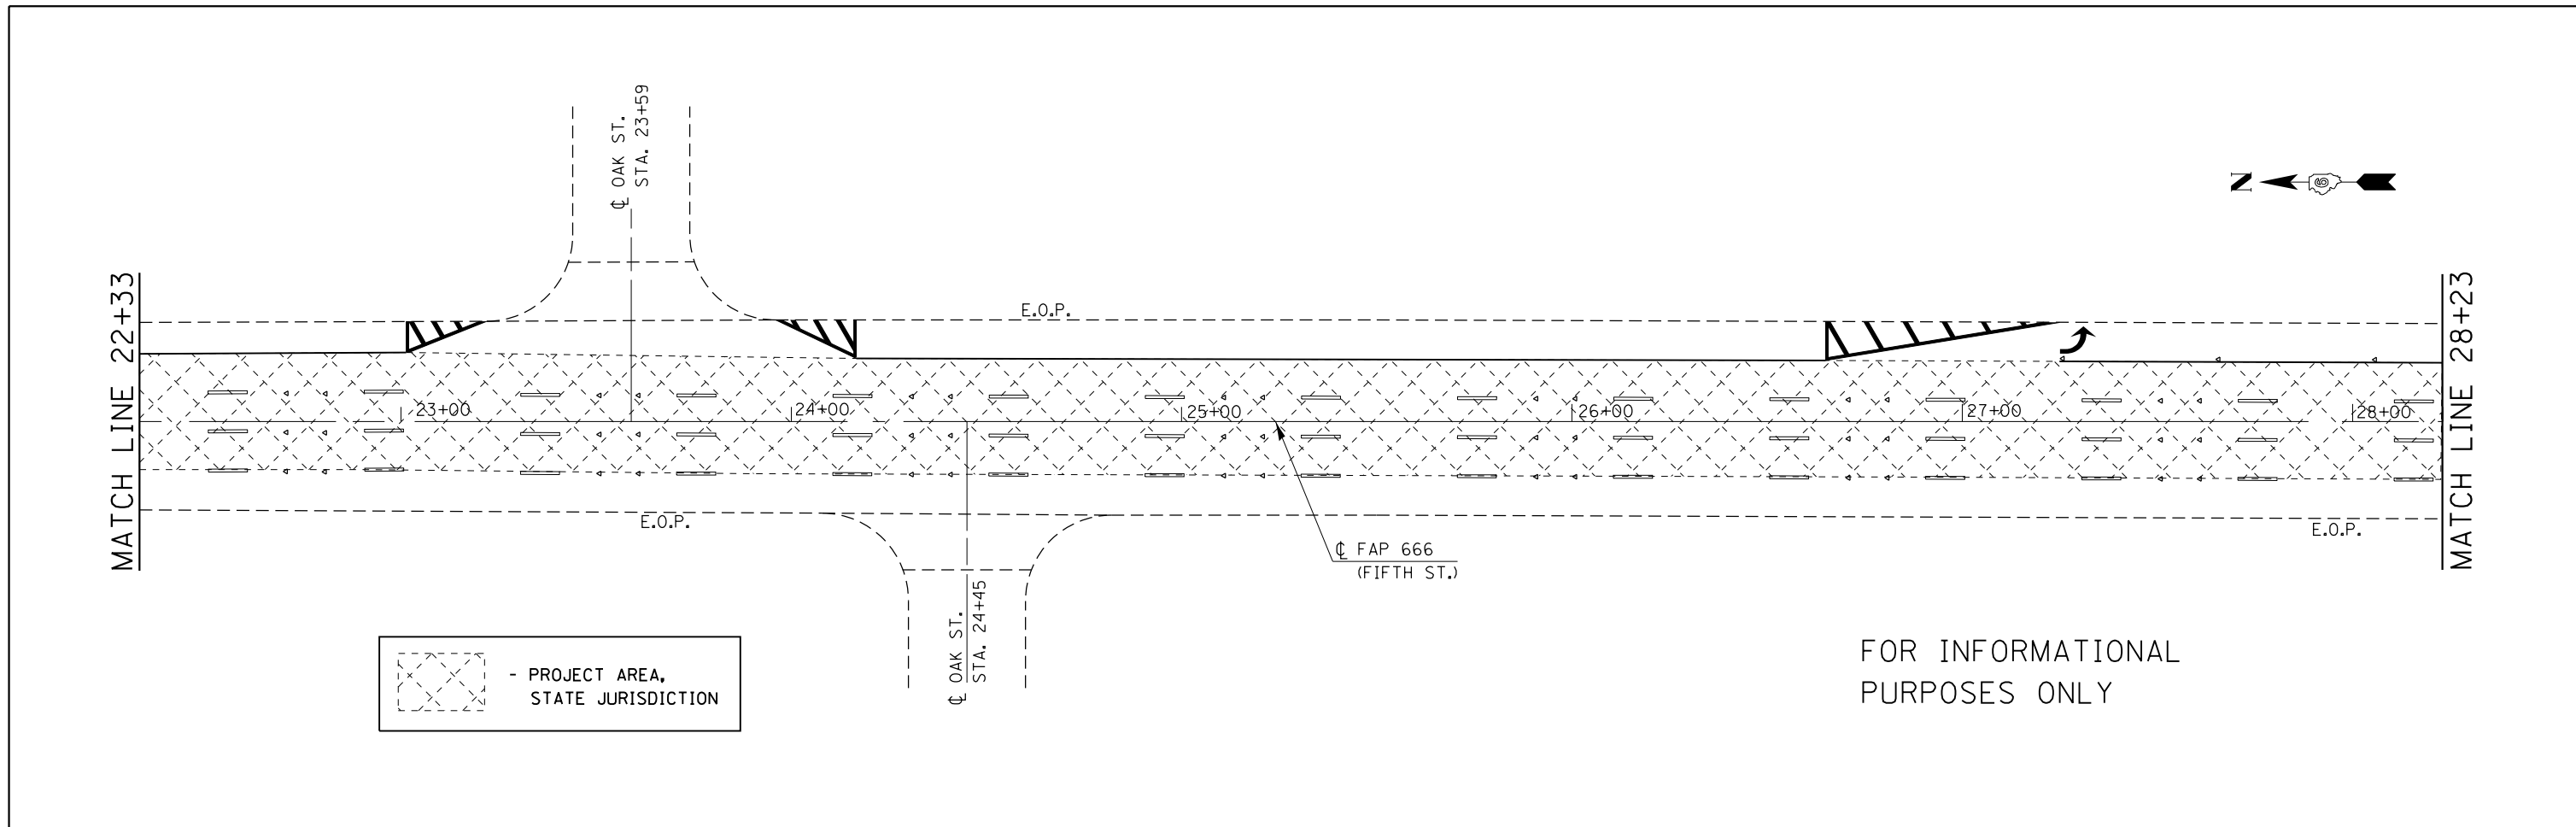 ℄ OAK ST.
STA. 23+59
N
6
MATCH LINE 22+33
E.O.P.
MATCH LINE 28+23
23+00
24+00
25+00
26+00
27+00
28+00
E.O.P.
E.O.P.
℄ FAP 666
(FIFTH ST.)
℄ OAK ST.
STA. 24+45
- PROJECT AREA,
STATE JURISDICTION
FOR INFORMATIONAL
PURPOSES ONLY